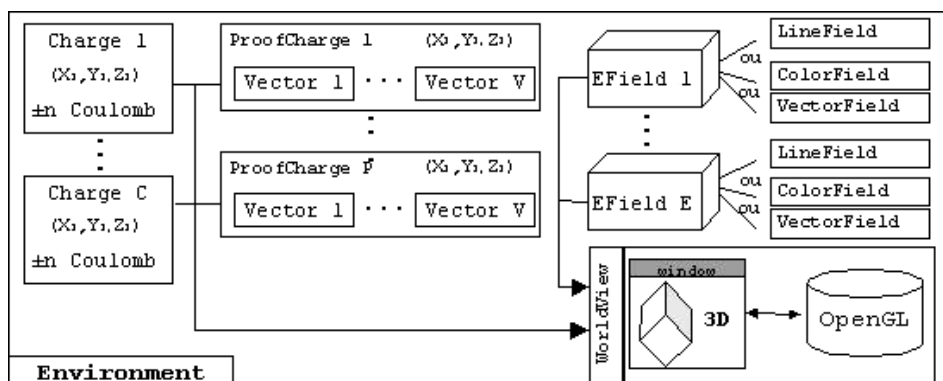 Charge 1
(X₁,Y₁,Z₁)
±n Coulomb
Charge C
(X₁,Y₁,Z₁)
±n Coulomb
ProofCharge 1 (X₁,Y₁,Z₁)
Vector 1 ··· Vector V
ProofCharge P (X₁,Y₁,Z₁)
Vector 1 ··· Vector V
EField 1
ou
ou
LineField
ColorField
VectorField
EField E
ou
ou
LineField
ColorField
VectorField
WorldView
window
3D
OpenGL
Environment